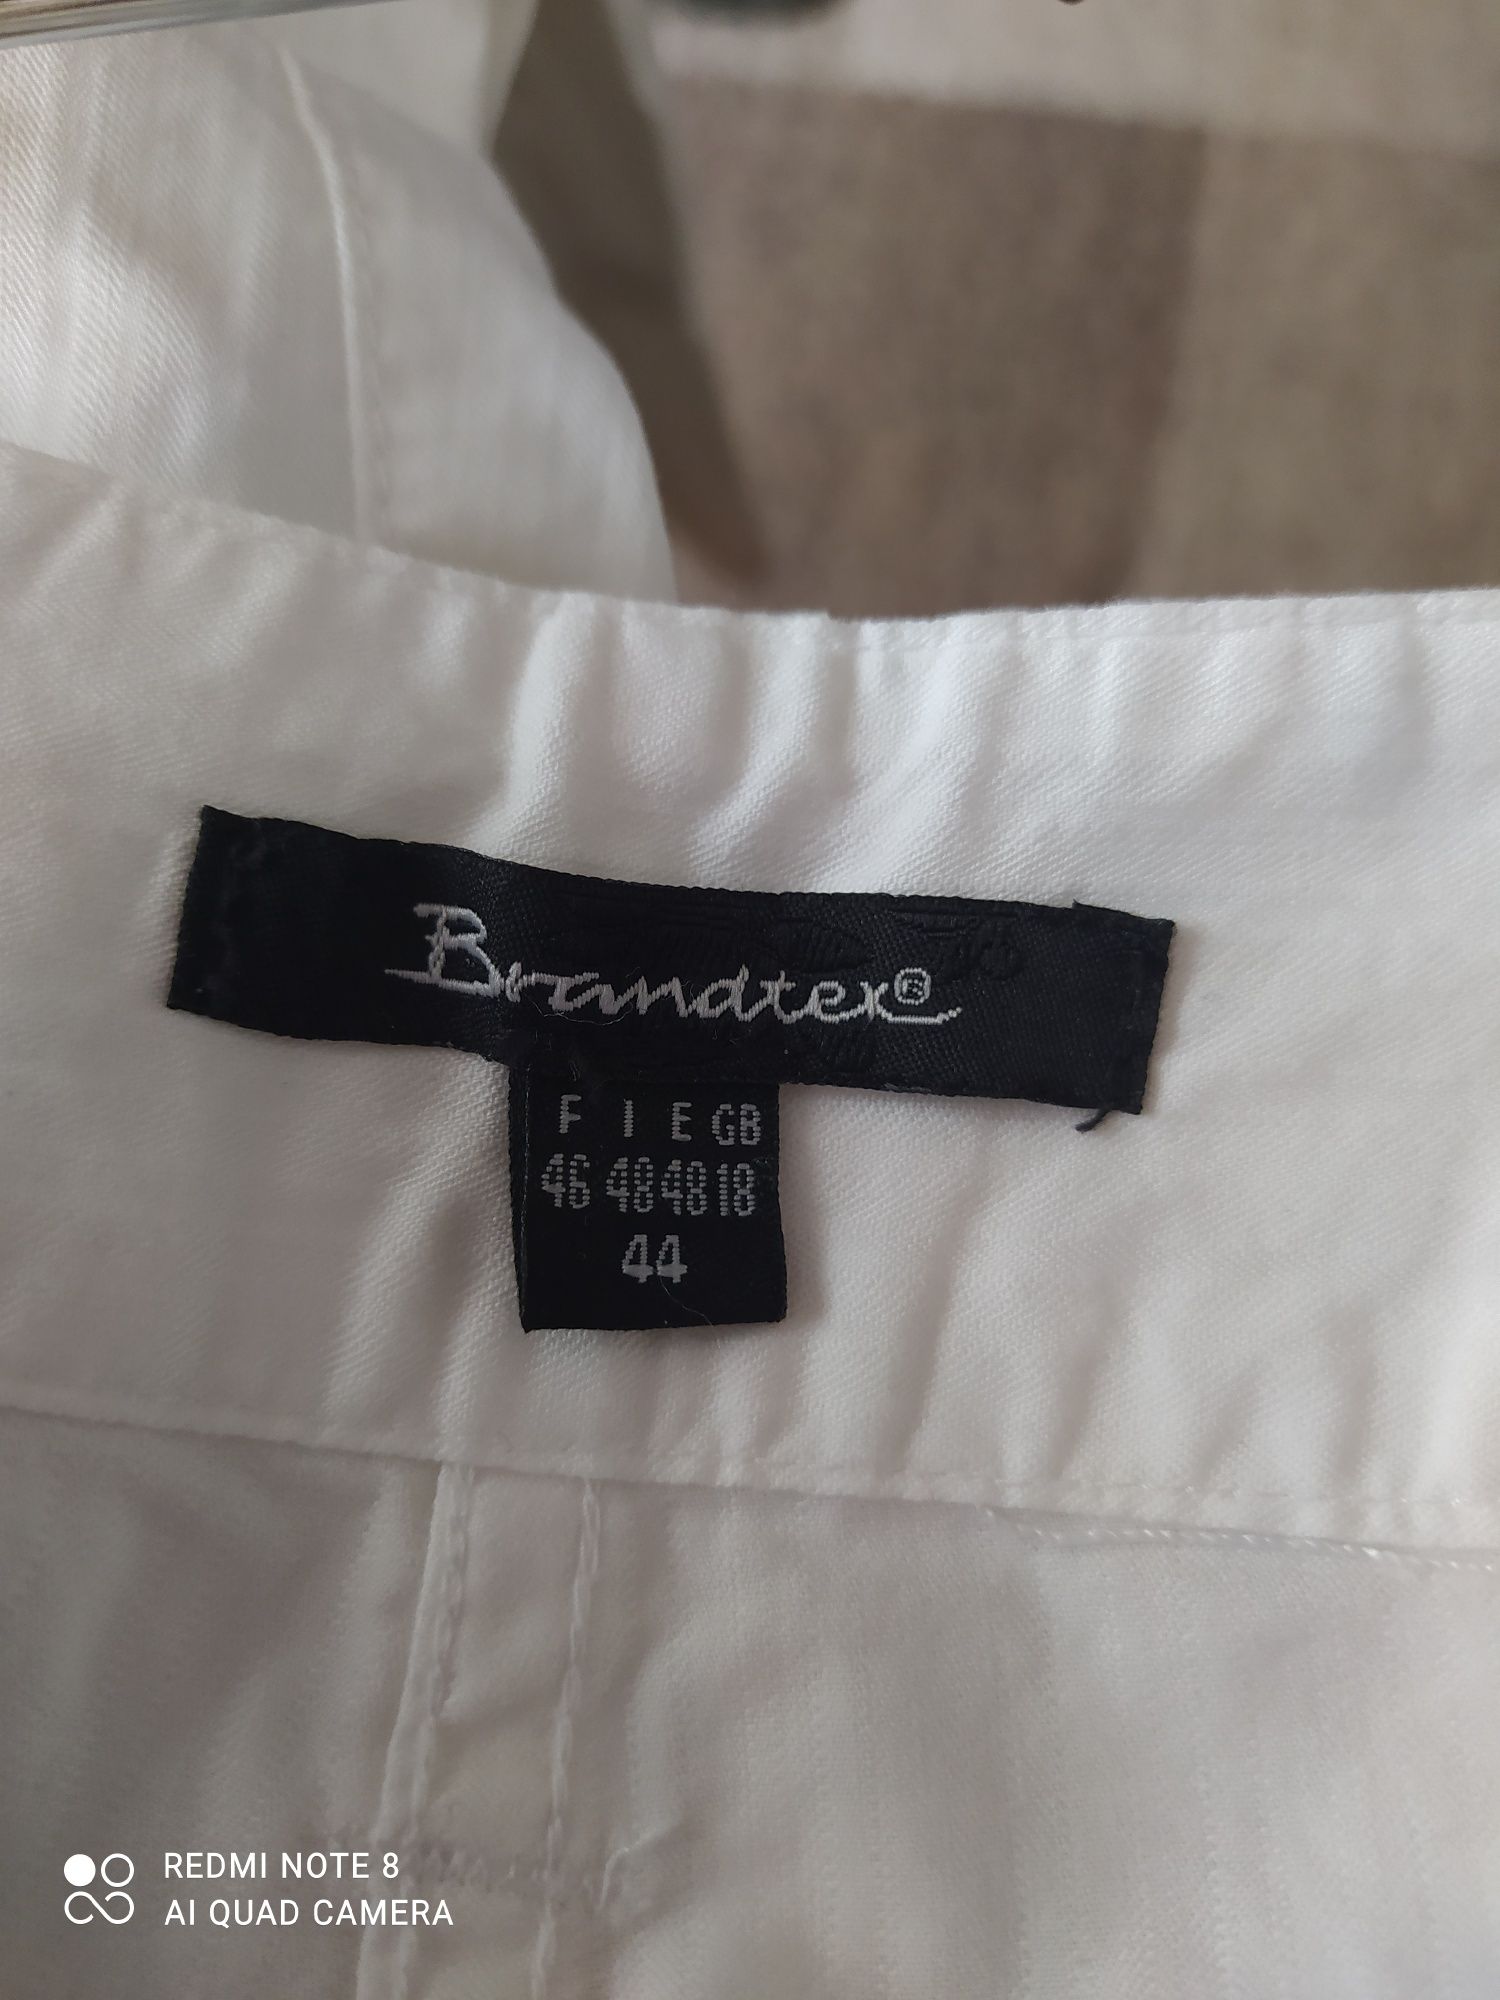 Brandtex®
F I E GB
46 48 48 18
44
REDMI NOTE 8
AI QUAD CAMERA